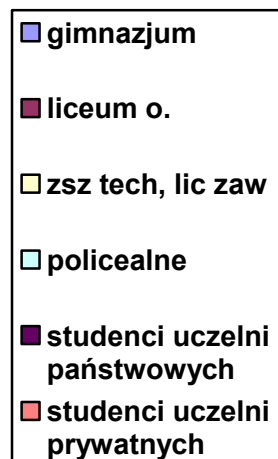 gimnazjum
liceum o.
zsz tech, lic zaw
policealne
studenci uczelni
państwowych
studenci uczelni
prywatnych